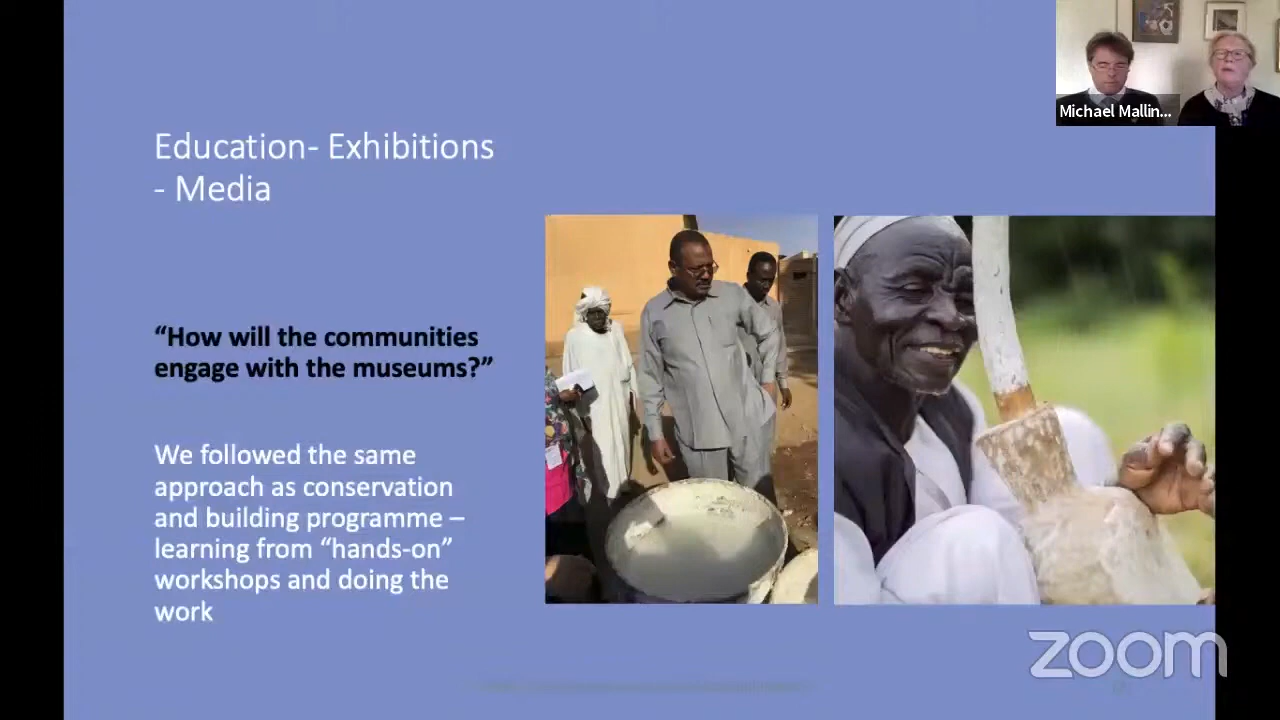 Michael Mallin...
Education- Exhibitions
- Media
“How will the communities
engage with the museums?”
We followed the same
approach as conservation
and building programme –
learning from “hands-on”
workshops and doing the
work
zoom